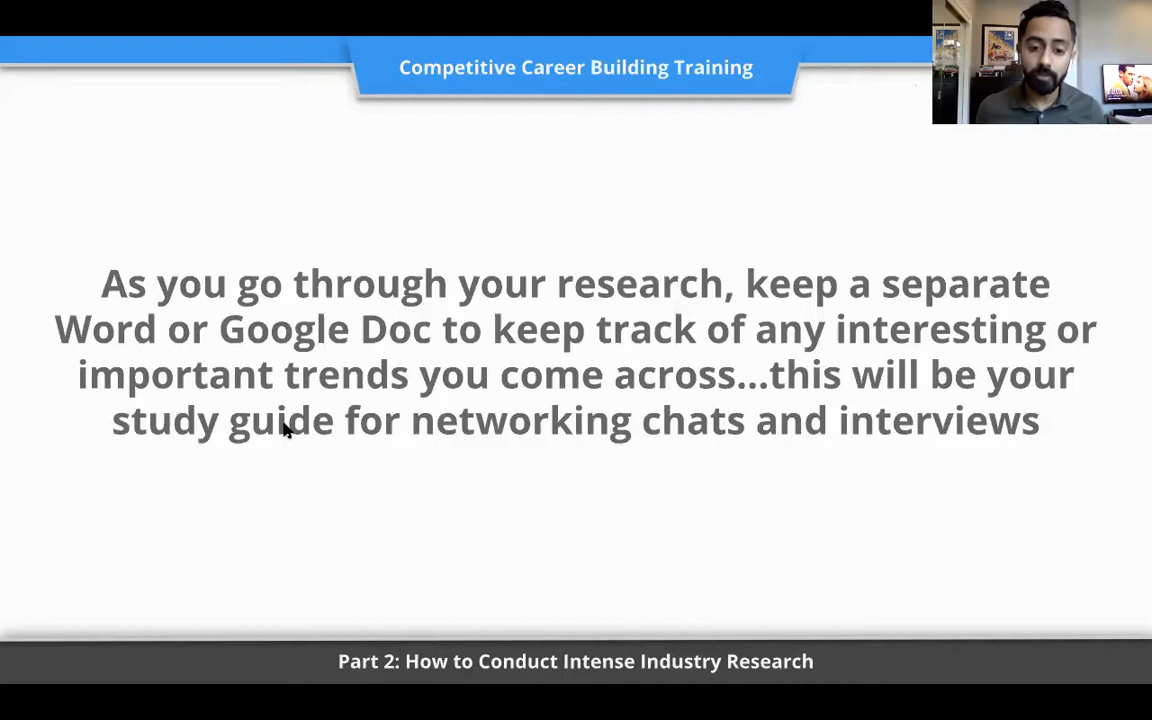 Competitive Career Building Training
As you go through your research, keep a separate
Word or Google Doc to keep track of any interesting or
important trends you come across...this will be your
study guide for networking chats and interviews
Part 2: How to Conduct Intense Industry Research